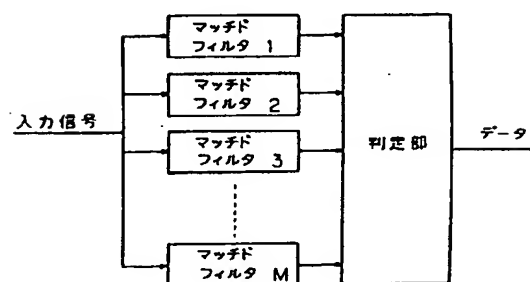 マッチド
フィルタ 1
マッチド
フィルタ 2
入力信号
マッチド
フィルタ 3
判定部
データ
マッチド
フィルタ M